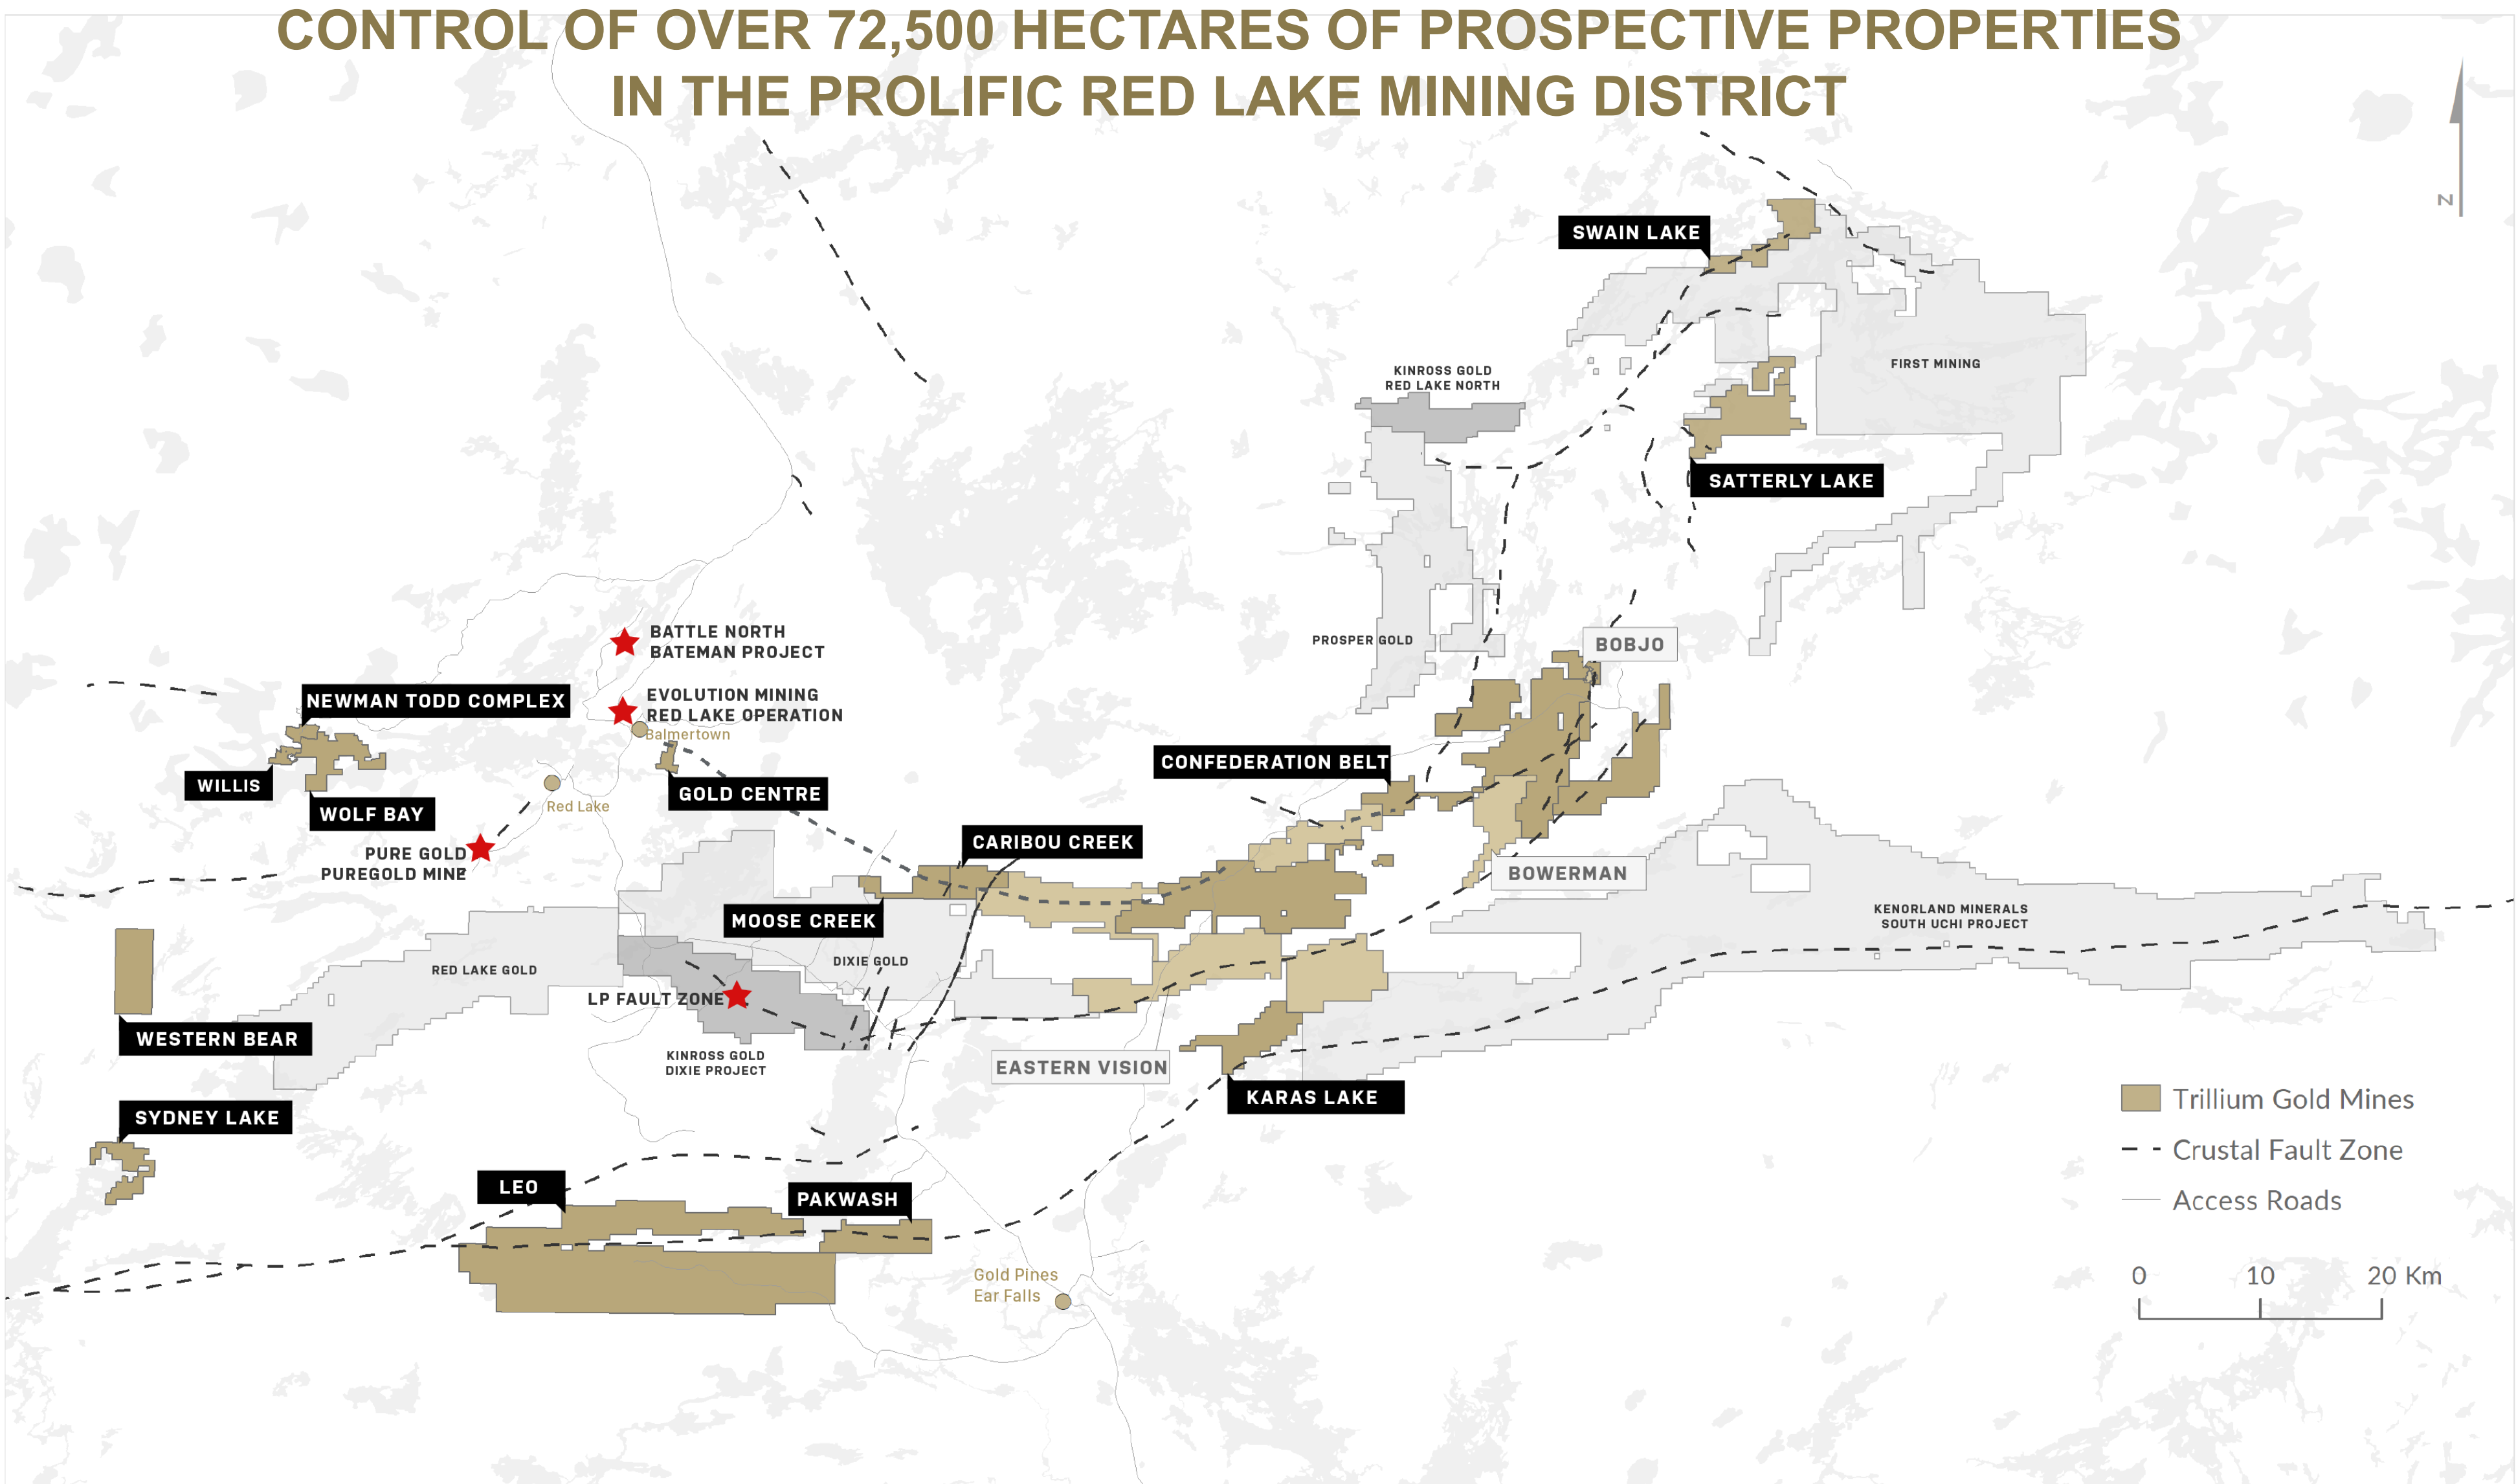 CONTROL OF OVER 72,500 HECTARES OF PROSPECTIVE PROPERTIES
IN THE PROLIFIC RED LAKE MINING DISTRICT
N
SWAIN LAKE
FIRST MINING
KINROSS GOLD
RED LAKE NORTH
SATTERLY LAKE
BATTLE NORTH
BATEMAN PROJECT
PROSPER GOLD
BOBJO
NEWMAN TODD COMPLEX
EVOLUTION MINING
RED LAKE OPERATION
Balmertown
CONFEDERATION BELT
WILLIS
GOLD CENTRE
Red Lake
WOLF BAY
CARIBOU CREEK
PURE GOLD
PUREGOLD MINE
BOWERMAN
MOOSE CREEK
KENORLAND MINERALS
SOUTH UCHI PROJECT
DIXIE GOLD
RED LAKE GOLD
LP FAULT ZONE
WESTERN BEAR
KINROSS GOLD
DIXIE PROJECT
EASTERN VISION
KARAS LAKE
SYDNEY LAKE
LEO
PAKWASH
Gold Pines
Ear Falls
Trillium Gold Mines
Crustal Fault Zone
Access Roads
0 10 20 Km